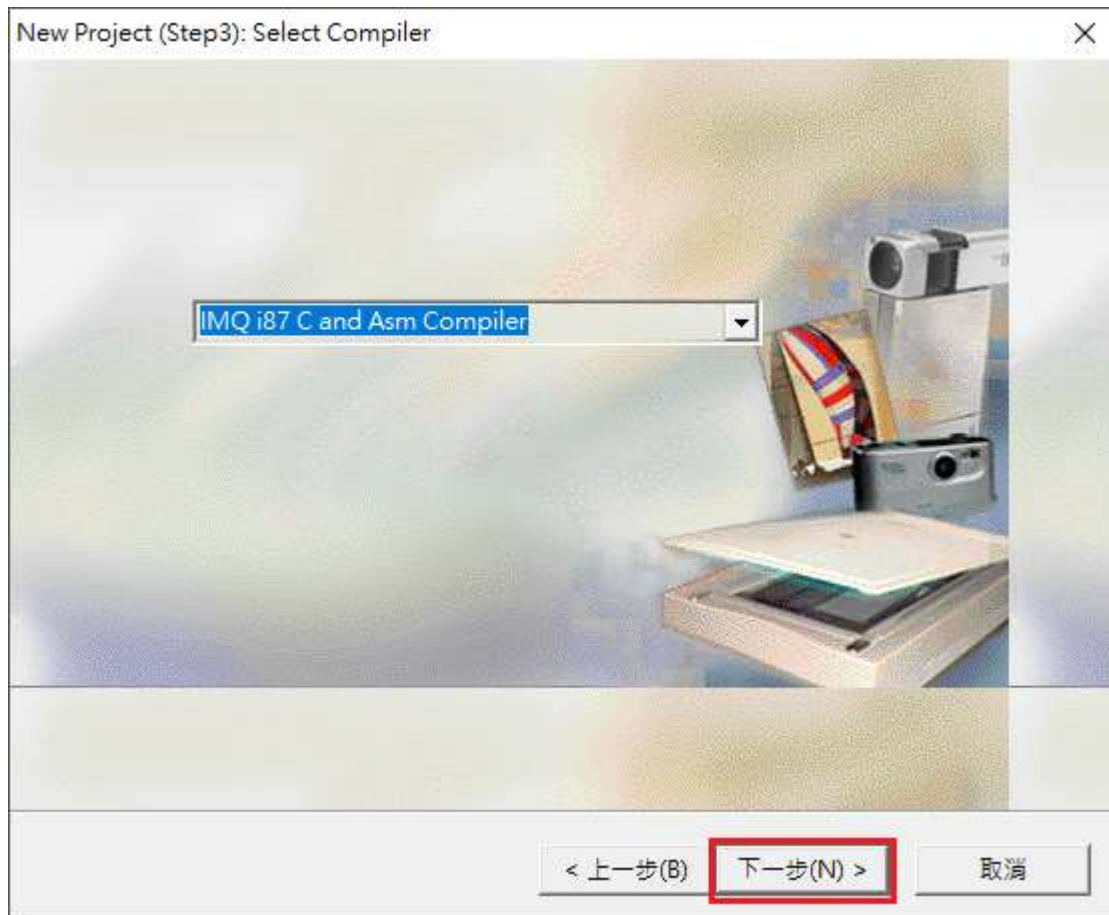 New Project (Step3): Select Compiler
IMQ i87 C and Asm Compiler
< 上一步(B)
下一步(N) >
取消